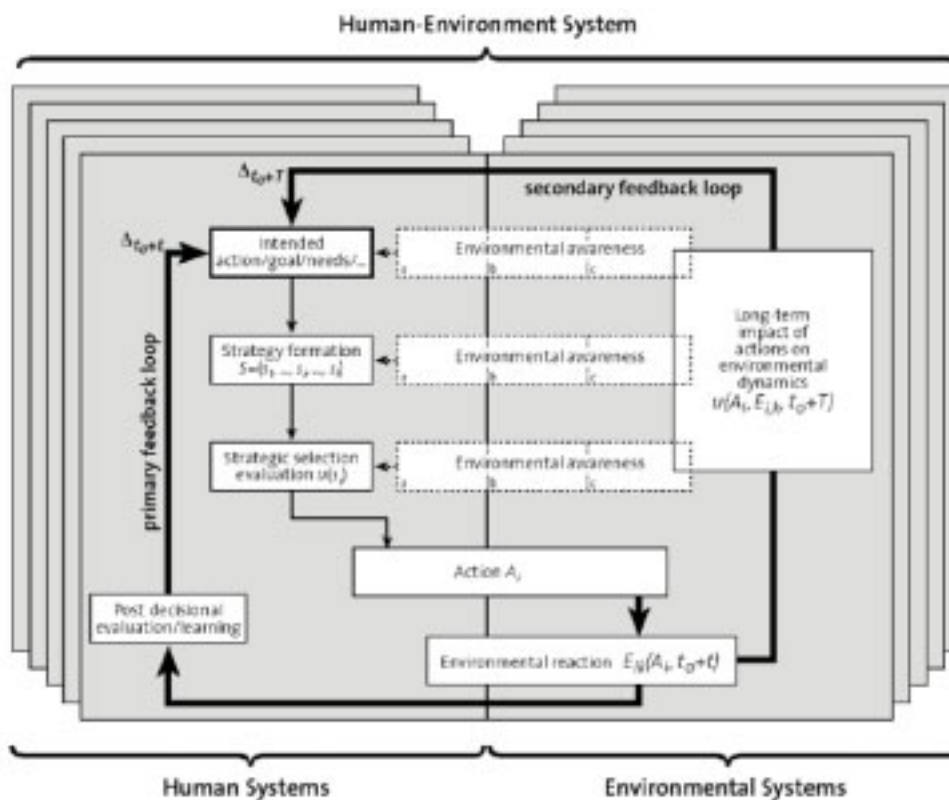 Human-Environment System
Δt₀+T
secondary feedback loop
Δt₀+t
Intended
action/goal/needs/...
Environmental awareness
a b c
Long-term
impact of
actions on
environmental
dynamics
t₀+T)
primary feedback loop
Strategy formation
Environmental awareness
a b c
Strategic selection
evaluation
Environmental awareness
a b c
Action Aᵢ
Post decisional
evaluation/learning
Environmental reaction
t₀+t)
Human Systems
Environmental Systems